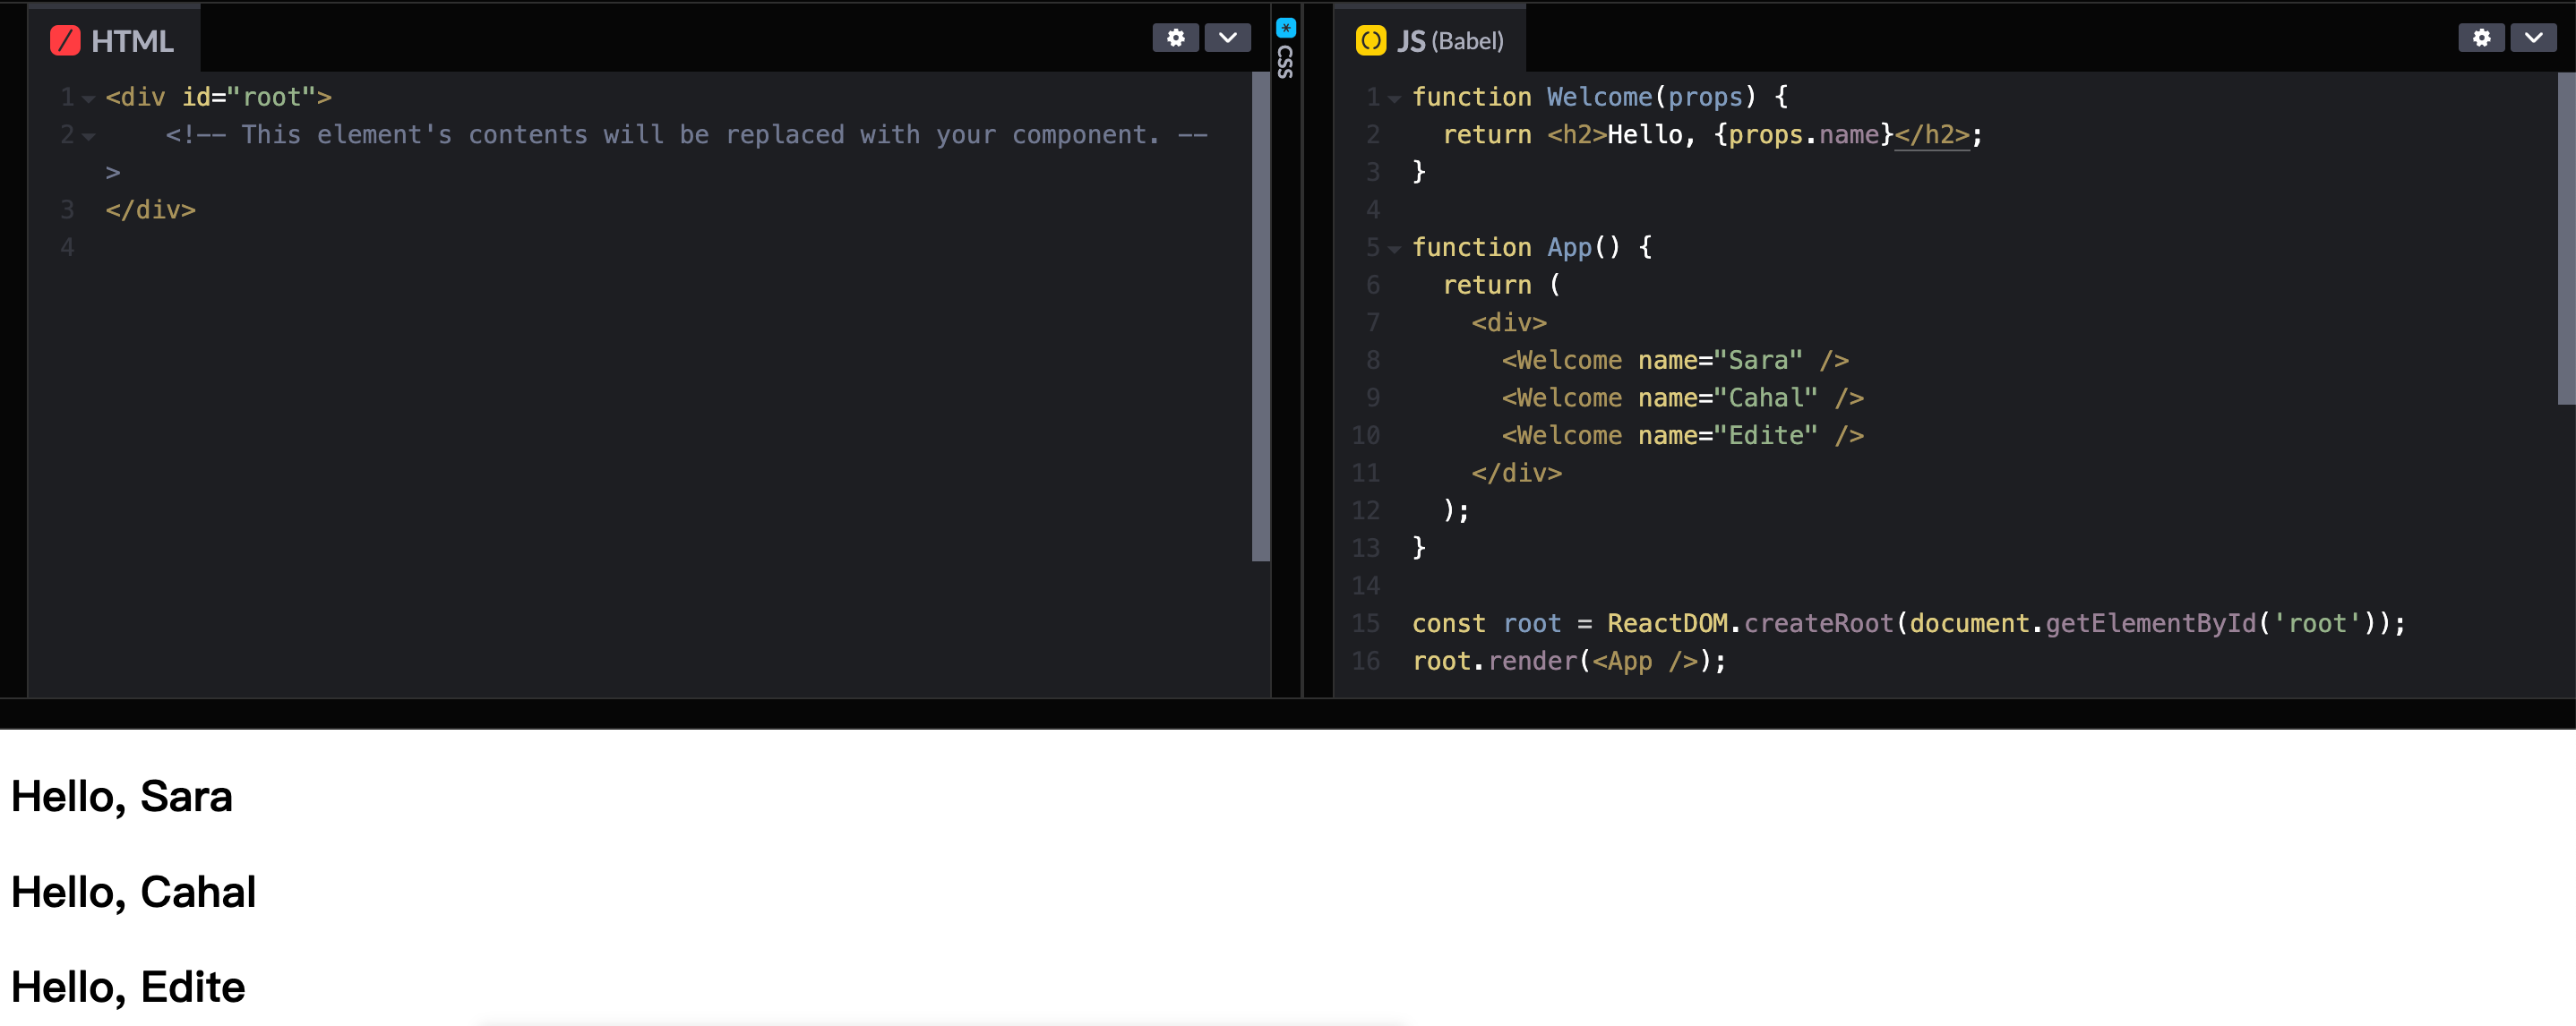 HTML
1 <div id="root">
2 <!-- This element's contents will be replaced with your component. --
>
3 </div>
4
CSS
JS (Babel)
1 function Welcome(props) {
2 return <h2>Hello, {props.name}</h2>;
3 }
4
5 function App() {
6 return (
7 <div>
8 <Welcome name="Sara" />
9 <Welcome name="Cahal" />
10 <Welcome name="Edite" />
11 </div>
12 );
13 }
14
15 const root = ReactDOM.createRoot(document.getElementById('root'));
16 root.render(<App />);
Hello, Sara
Hello, Cahal
Hello, Edite